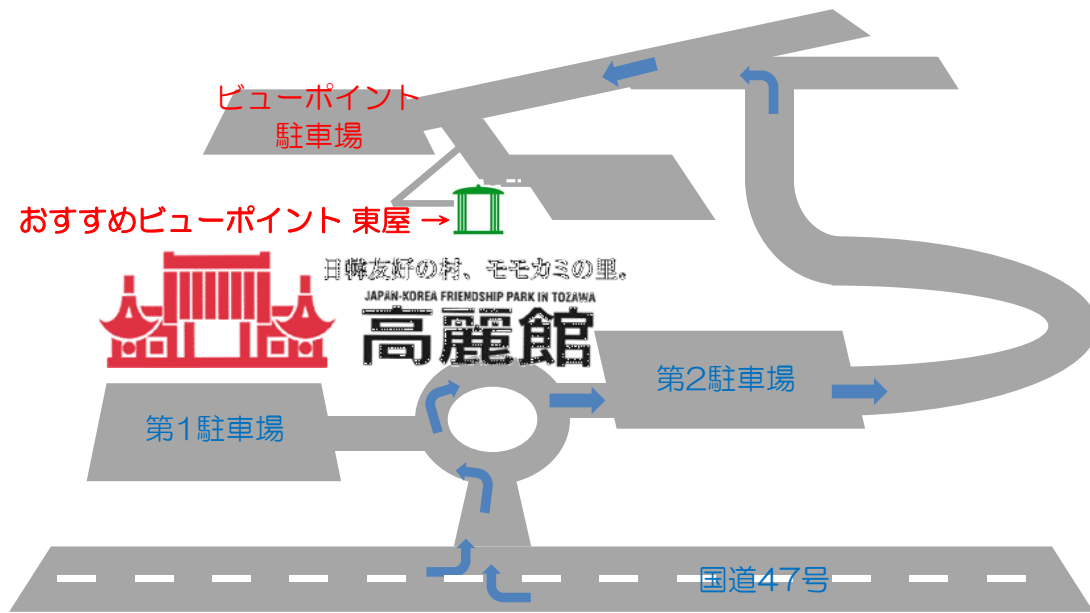 ビューポイント
駐車場
おすすめビューポイント 東屋 →
日韓友好の村、モモカミの里。
JAPAN-KOREA FRIENDSHIP PARK IN TOZAWA
高麗館
第2駐車場
第1駐車場
国道47号